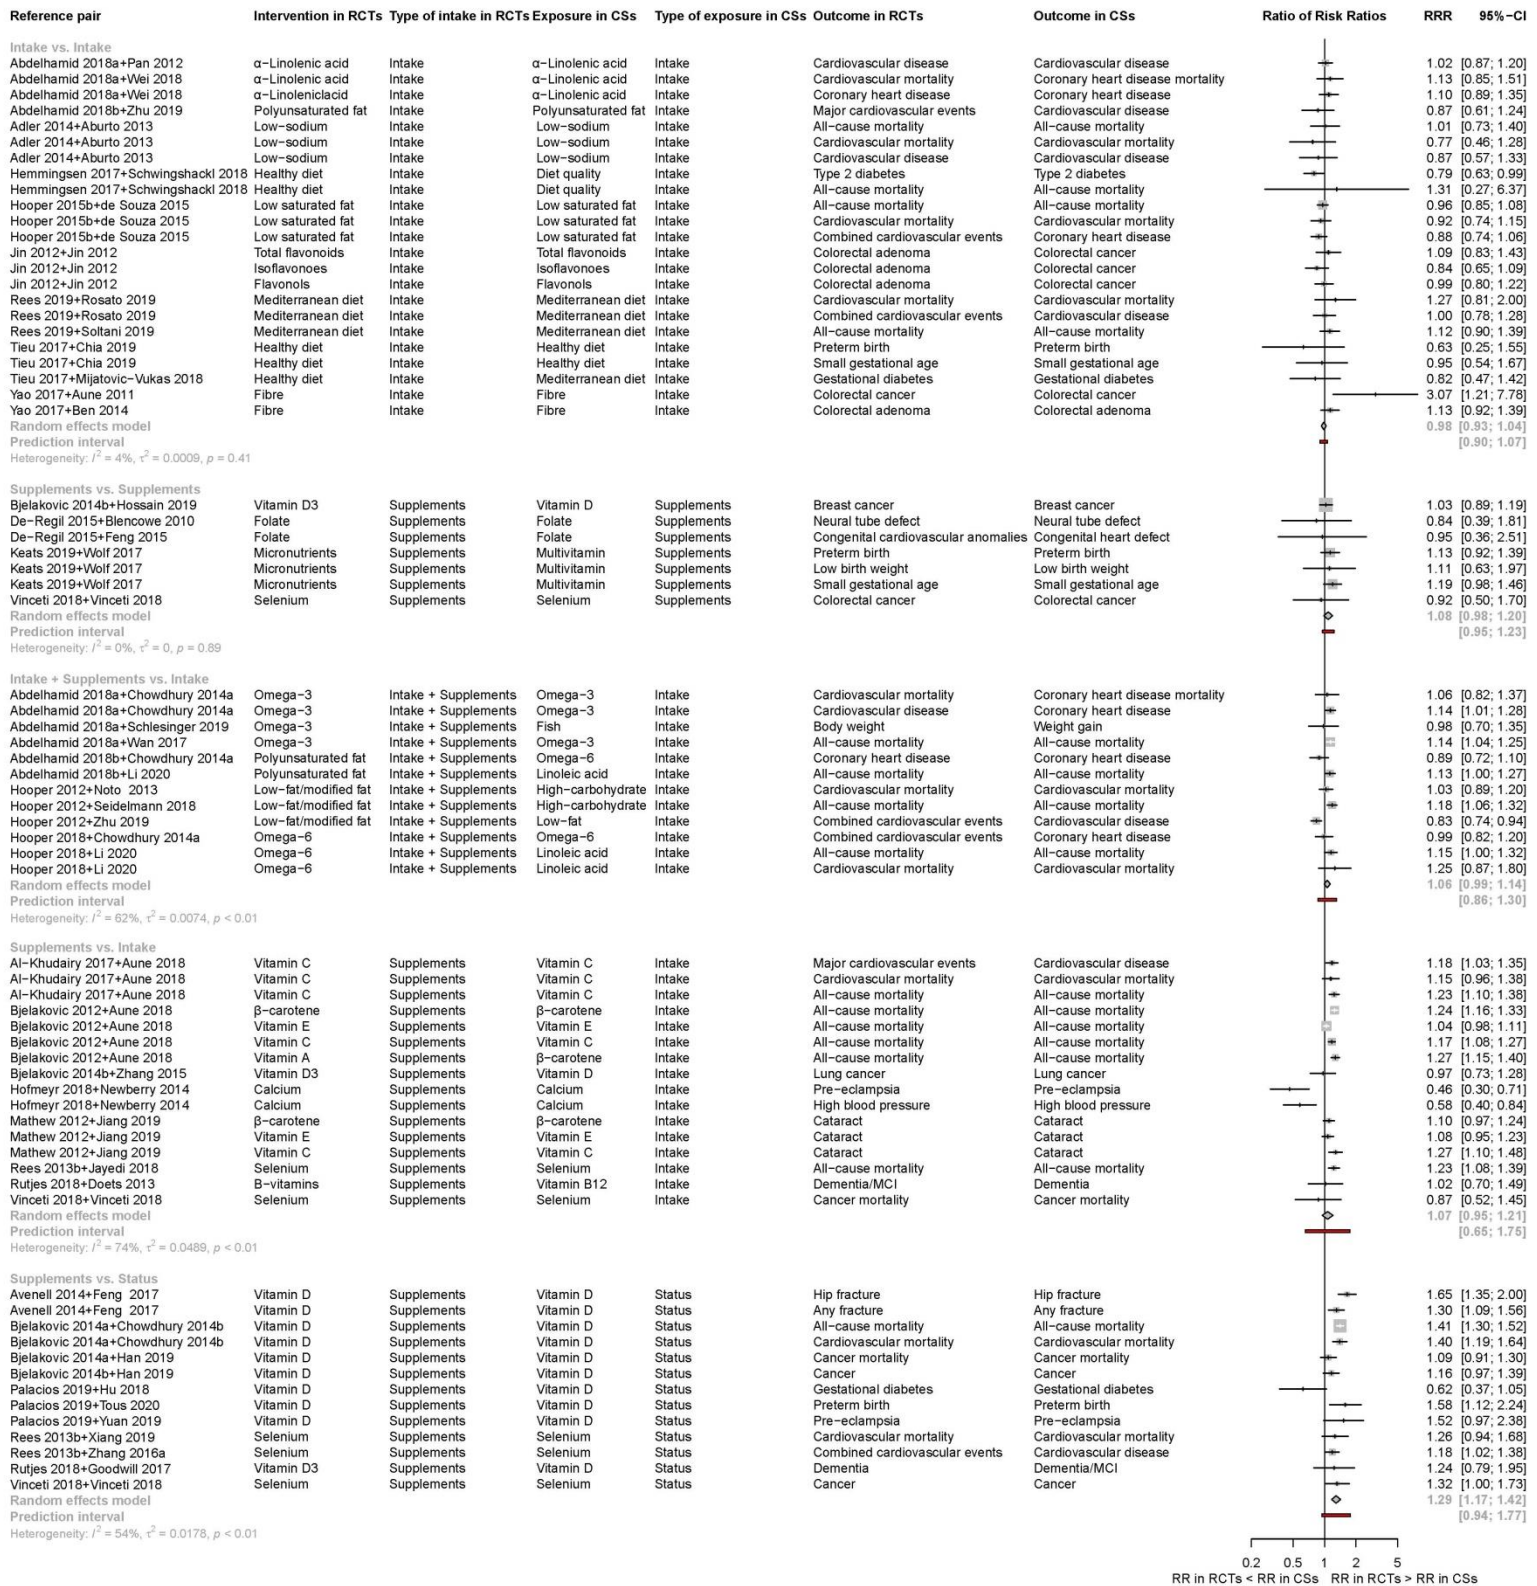 Reference pair Intervention in RCTs Type of intake in RCTs Exposure in CSs Type of exposure in CSs Outcome in RCTs Outcome in CSs Ratio of Risk Ratios RRR 95%−CI
Intake vs. Intake
Abdelhamid 2018a+Pan 2012 α−Linolenic acid Intake α−Linolenic acid Intake Cardiovascular disease Cardiovascular disease 1.02 [0.87; 1.20]
Abdelhamid 2018a+Wei 2018 α−Linolenic acid Intake α−Linolenic acid Intake Cardiovascular mortality Coronary heart disease mortality 1.13 [0.85; 1.51]
Abdelhamid 2018a+Wei 2018 α−Linoleniclacid Intake α−Linolenic acid Intake Coronary heart disease Coronary heart disease 1.10 [0.89; 1.35]
Abdelhamid 2018b+Zhu 2019 Polyunsaturated fat Intake Polyunsaturated fat Intake Major cardiovascular events Cardiovascular disease 0.87 [0.61; 1.24]
Adler 2014+Aburto 2013 Low−sodium Intake Low−sodium Intake All−cause mortality All−cause mortality 1.01 [0.73; 1.40]
Adler 2014+Aburto 2013 Low−sodium Intake Low−sodium Intake Cardiovascular mortality Cardiovascular mortality 0.77 [0.46; 1.28]
Adler 2014+Aburto 2013 Low−sodium Intake Low−sodium Intake Cardiovascular disease Cardiovascular disease 0.87 [0.57; 1.33]
Hemmingsen 2017+Schwingshackl 2018 Healthy diet Intake Diet quality Intake Type 2 diabetes Type 2 diabetes 0.79 [0.63; 0.99]
Hemmingsen 2017+Schwingshackl 2018 Healthy diet Intake Diet quality Intake All−cause mortality All−cause mortality 1.31 [0.27; 6.37]
Hooper 2015b+de Souza 2015 Low saturated fat Intake Low saturated fat Intake All−cause mortality All−cause mortality 0.96 [0.85; 1.08]
Hooper 2015b+de Souza 2015 Low saturated fat Intake Low saturated fat Intake Cardiovascular mortality Cardiovascular mortality 0.92 [0.74; 1.15]
Hooper 2015b+de Souza 2015 Low saturated fat Intake Low saturated fat Intake Combined cardiovascular events Coronary heart disease 0.88 [0.74; 1.06]
Jin 2012+Jin 2012 Total flavonoids Intake Total flavonoids Intake Colorectal adenoma Colorectal cancer 1.09 [0.83; 1.43]
Jin 2012+Jin 2012 Isoflavonoes Intake Isoflavonoes Intake Colorectal adenoma Colorectal cancer 0.84 [0.65; 1.09]
Jin 2012+Jin 2012 Flavonols Intake Flavonols Intake Colorectal adenoma Colorectal cancer 0.99 [0.80; 1.22]
Rees 2019+Rosato 2019 Mediterranean diet Intake Mediterranean diet Intake Cardiovascular mortality Cardiovascular mortality 1.27 [0.81; 2.00]
Rees 2019+Rosato 2019 Mediterranean diet Intake Mediterranean diet Intake Combined cardiovascular events Cardiovascular disease 1.00 [0.78; 1.28]
Rees 2019+Soltani 2019 Mediterranean diet Intake Mediterranean diet Intake All−cause mortality All−cause mortality 1.12 [0.90; 1.39]
Tieu 2017+Chia 2019 Healthy diet Intake Healthy diet Intake Preterm birth Preterm birth 0.63 [0.25; 1.55]
Tieu 2017+Chia 2019 Healthy diet Intake Healthy diet Intake Small gestational age Small gestational age 0.95 [0.54; 1.67]
Tieu 2017+Mijatovic−Vukas 2018 Healthy diet Intake Mediterranean diet Intake Gestational diabetes Gestational diabetes 0.82 [0.47; 1.42]
Yao 2017+Aune 2011 Fibre Intake Fibre Intake Colorectal cancer Colorectal cancer 3.07 [1.21; 7.78]
Yao 2017+Ben 2014 Fibre Intake Fibre Intake Colorectal adenoma Colorectal adenoma 1.13 [0.92; 1.39]
Random effects model 0.98 [0.93; 1.04]
Prediction interval [0.90; 1.07]
Heterogeneity: I² = 4%, τ² = 0.0009, p = 0.41
Supplements vs. Supplements
Bjelakovic 2014b+Hossain 2019 Vitamin D3 Supplements Vitamin D Supplements Breast cancer Breast cancer 1.03 [0.89; 1.19]
De−Regil 2015+Blencowe 2010 Folate Supplements Folate Supplements Neural tube defect Neural tube defect 0.84 [0.39; 1.81]
De−Regil 2015+Feng 2015 Folate Supplements Folate Supplements Congenital cardiovascular anomalies Congenital heart defect 0.95 [0.36; 2.51]
Keats 2019+Wolf 2017 Micronutrients Supplements Multivitamin Supplements Preterm birth Preterm birth 1.13 [0.92; 1.39]
Keats 2019+Wolf 2017 Micronutrients Supplements Multivitamin Supplements Low birth weight Low birth weight 1.11 [0.63; 1.97]
Keats 2019+Wolf 2017 Micronutrients Supplements Multivitamin Supplements Small gestational age Small gestational age 1.19 [0.98; 1.46]
Vinceti 2018+Vinceti 2018 Selenium Supplements Selenium Supplements Colorectal cancer Colorectal cancer 0.92 [0.50; 1.70]
Random effects model 1.08 [0.98; 1.20]
Prediction interval [0.95; 1.23]
Heterogeneity: I² = 0%, τ² = 0, p = 0.89
Intake + Supplements vs. Intake
Abdelhamid 2018a+Chowdhury 2014a Omega−3 Intake + Supplements Omega−3 Intake Cardiovascular mortality Coronary heart disease mortality 1.06 [0.82; 1.37]
Abdelhamid 2018a+Chowdhury 2014a Omega−3 Intake + Supplements Omega−3 Intake Cardiovascular disease Coronary heart disease 1.14 [1.01; 1.28]
Abdelhamid 2018a+Schlesinger 2019 Omega−3 Intake + Supplements Fish Intake Body weight Weight gain 0.98 [0.70; 1.35]
Abdelhamid 2018a+Wan 2017 Omega−3 Intake + Supplements Omega−3 Intake All−cause mortality All−cause mortality 1.14 [1.04; 1.25]
Abdelhamid 2018b+Chowdhury 2014a Polyunsaturated fat Intake + Supplements Omega−6 Intake Coronary heart disease Coronary heart disease 0.89 [0.72; 1.10]
Abdelhamid 2018b+Li 2020 Polyunsaturated fat Intake + Supplements Linoleic acid Intake All−cause mortality All−cause mortality 1.13 [1.00; 1.27]
Hooper 2012+Noto 2013 Low−fat/modified fat Intake + Supplements High−carbohydrate Intake Cardiovascular mortality Cardiovascular mortality 1.03 [0.89; 1.20]
Hooper 2012+Seidelmann 2018 Low−fat/modified fat Intake + Supplements High−carbohydrate Intake All−cause mortality All−cause mortality 1.18 [1.06; 1.32]
Hooper 2012+Zhu 2019 Low−fat/modified fat Intake + Supplements Low−fat Intake Combined cardiovascular events Cardiovascular disease 0.83 [0.74; 0.94]
Hooper 2018+Chowdhury 2014a Omega−6 Intake + Supplements Omega−6 Intake Combined cardiovascular events Coronary heart disease 0.99 [0.82; 1.20]
Hooper 2018+Li 2020 Omega−6 Intake + Supplements Linoleic acid Intake All−cause mortality All−cause mortality 1.15 [1.00; 1.32]
Hooper 2018+Li 2020 Omega−6 Intake + Supplements Linoleic acid Intake Cardiovascular mortality Cardiovascular mortality 1.25 [0.87; 1.80]
Random effects model 1.06 [0.99; 1.14]
Prediction interval [0.86; 1.30]
Heterogeneity: I² = 62%, τ² = 0.0074, p < 0.01
Supplements vs. Intake
Al−Khudairy 2017+Aune 2018 Vitamin C Supplements Vitamin C Intake Major cardiovascular events Cardiovascular disease 1.18 [1.03; 1.35]
Al−Khudairy 2017+Aune 2018 Vitamin C Supplements Vitamin C Intake Cardiovascular mortality Cardiovascular mortality 1.15 [0.96; 1.38]
Al−Khudairy 2017+Aune 2018 Vitamin C Supplements Vitamin C Intake All−cause mortality All−cause mortality 1.23 [1.10; 1.38]
Bjelakovic 2012+Aune 2018 β−carotene Supplements β−carotene Intake All−cause mortality All−cause mortality 1.24 [1.16; 1.33]
Bjelakovic 2012+Aune 2018 Vitamin E Supplements Vitamin E Intake All−cause mortality All−cause mortality 1.04 [0.98; 1.11]
Bjelakovic 2012+Aune 2018 Vitamin C Supplements Vitamin C Intake All−cause mortality All−cause mortality 1.17 [1.08; 1.27]
Bjelakovic 2012+Aune 2018 Vitamin A Supplements β−carotene Intake All−cause mortality All−cause mortality 1.27 [1.15; 1.40]
Bjelakovic 2014b+Zhang 2015 Vitamin D3 Supplements Vitamin D Intake Lung cancer Lung cancer 0.97 [0.73; 1.28]
Hofmeyr 2018+Newberry 2014 Calcium Supplements Calcium Intake Pre−eclampsia Pre−eclampsia 0.46 [0.30; 0.71]
Hofmeyr 2018+Newberry 2014 Calcium Supplements Calcium Intake High blood pressure High blood pressure 0.58 [0.40; 0.84]
Mathew 2012+Jiang 2019 β−carotene Supplements β−carotene Intake Cataract Cataract 1.10 [0.97; 1.24]
Mathew 2012+Jiang 2019 Vitamin E Supplements Vitamin E Intake Cataract Cataract 1.08 [0.95; 1.23]
Mathew 2012+Jiang 2019 Vitamin C Supplements Vitamin C Intake Cataract Cataract 1.27 [1.10; 1.48]
Rees 2013b+Jayedi 2018 Selenium Supplements Selenium Intake All−cause mortality All−cause mortality 1.23 [1.08; 1.39]
Rutjes 2018+Doets 2013 B−vitamins Supplements Vitamin B12 Intake Dementia/MCI Dementia 1.02 [0.70; 1.49]
Vinceti 2018+Vinceti 2018 Selenium Supplements Selenium Intake Cancer mortality Cancer mortality 0.87 [0.52; 1.45]
Random effects model 1.07 [0.95; 1.21]
Prediction interval [0.65; 1.75]
Heterogeneity: I² = 74%, τ² = 0.0489, p < 0.01
Supplements vs. Status
Avenell 2014+Feng 2017 Vitamin D Supplements Vitamin D Status Hip fracture Hip fracture 1.65 [1.35; 2.00]
Avenell 2014+Feng 2017 Vitamin D Supplements Vitamin D Status Any fracture Any fracture 1.30 [1.09; 1.56]
Bjelakovic 2014a+Chowdhury 2014b Vitamin D Supplements Vitamin D Status All−cause mortality All−cause mortality 1.41 [1.30; 1.52]
Bjelakovic 2014a+Chowdhury 2014b Vitamin D Supplements Vitamin D Status Cardiovascular mortality Cardiovascular mortality 1.40 [1.19; 1.64]
Bjelakovic 2014a+Han 2019 Vitamin D Supplements Vitamin D Status Cancer mortality Cancer mortality 1.09 [0.91; 1.30]
Bjelakovic 2014b+Han 2019 Vitamin D Supplements Vitamin D Status Cancer Cancer 1.16 [0.97; 1.39]
Palacios 2019+Hu 2018 Vitamin D Supplements Vitamin D Status Gestational diabetes Gestational diabetes 0.62 [0.37; 1.05]
Palacios 2019+Tous 2020 Vitamin D Supplements Vitamin D Status Preterm birth Preterm birth 1.58 [1.12; 2.24]
Palacios 2019+Yuan 2019 Vitamin D Supplements Vitamin D Status Pre−eclampsia Pre−eclampsia 1.52 [0.97; 2.38]
Rees 2013b+Xiang 2019 Selenium Supplements Selenium Status Cardiovascular mortality Cardiovascular mortality 1.26 [0.94; 1.68]
Rees 2013b+Zhang 2016a Selenium Supplements Selenium Status Combined cardiovascular events Cardiovascular disease 1.18 [1.02; 1.38]
Rutjes 2018+Goodwill 2017 Vitamin D3 Supplements Vitamin D Status Dementia Dementia/MCI 1.24 [0.79; 1.95]
Vinceti 2018+Vinceti 2018 Selenium Supplements Selenium Status Cancer Cancer 1.32 [1.00; 1.73]
Random effects model 1.29 [1.17; 1.42]
Prediction interval [0.94; 1.77]
Heterogeneity: I² = 54%, τ² = 0.0178, p < 0.01
0.2 0.5 1 2 5
RR in RCTs < RR in CSs RR in RCTs > RR in CSs